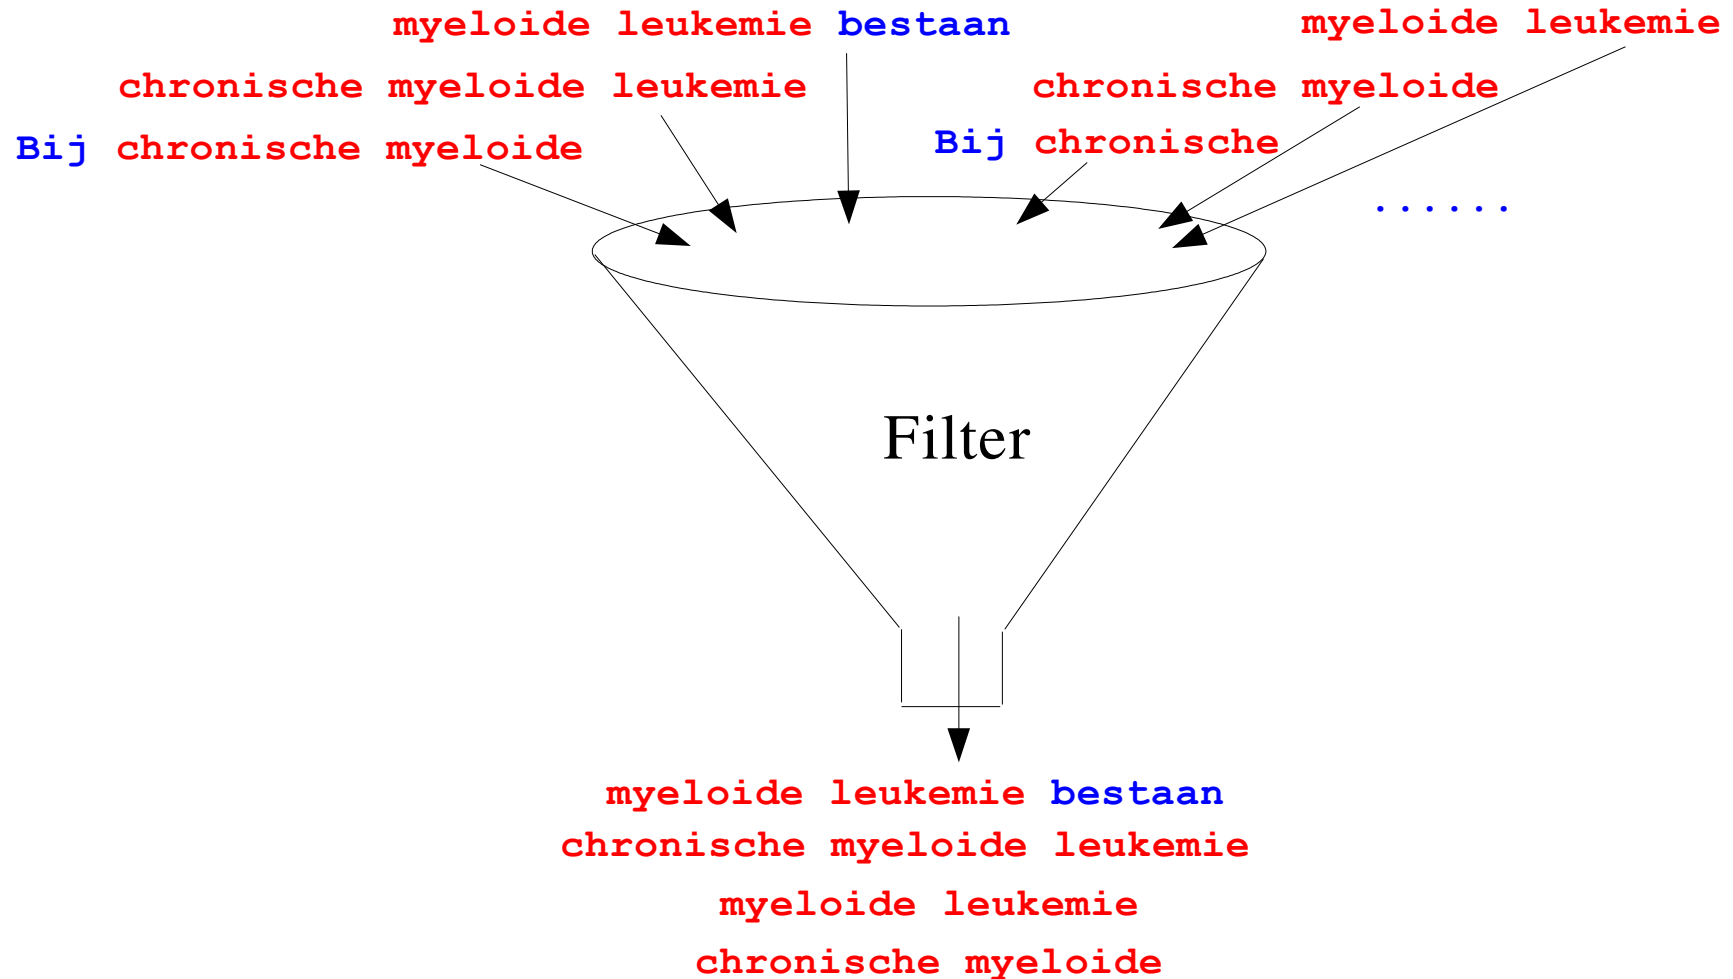 myeloide leukemie bestaan
chronische myeloide leukemie
Bij chronische myeloide
myeloide leukemie
chronische myeloide
Bij chronische
......
Filter
myeloide leukemie bestaan
chronische myeloide leukemie
myeloide leukemie
chronische myeloide